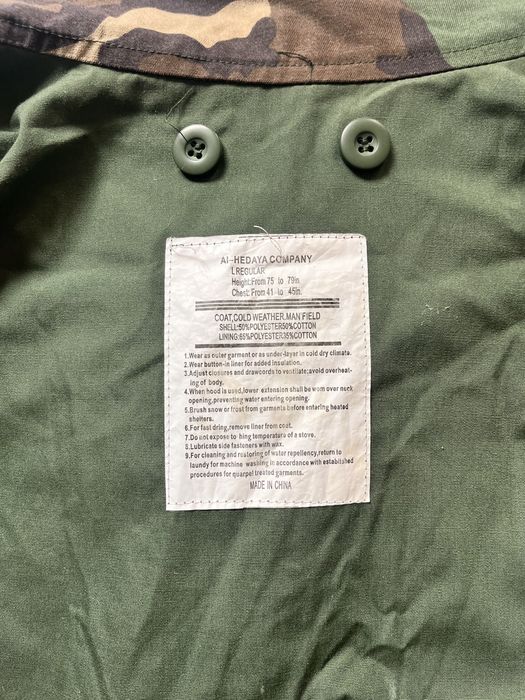 AI-HEDAYA COMPANY
L.REGULAR
Height:From 75 to 79in
Chest: From 41 to 45in.
COAT,COLD WEATHER.MAN FIELD
SHELL:50%POLYESTER50%COTTON
LINING:65%POLYESTER35%COTTON
1.Wear as outer garment or as under-layer in cold dry climate.
2.Wear button-in liner for added insulation.
3.Adjust closures and drawcords to ventilate;avoid overheat-
ing of body.
4.When hood is used,lower extension shall be worn over neck
opening,preventing water entering opening.
5.Brush snow or frost from garments before entering heated
shelters.
6.For fast dring,remove liner from coat.
7.Do not expose to hing temperature of a stove.
8.Lubricate side fasteners with wax.
9.For cleaning and restoring of water repellency,return to
laundy for machine washing in accordance with established
procedures for quarpel treated garments.
MADE IN CHINA